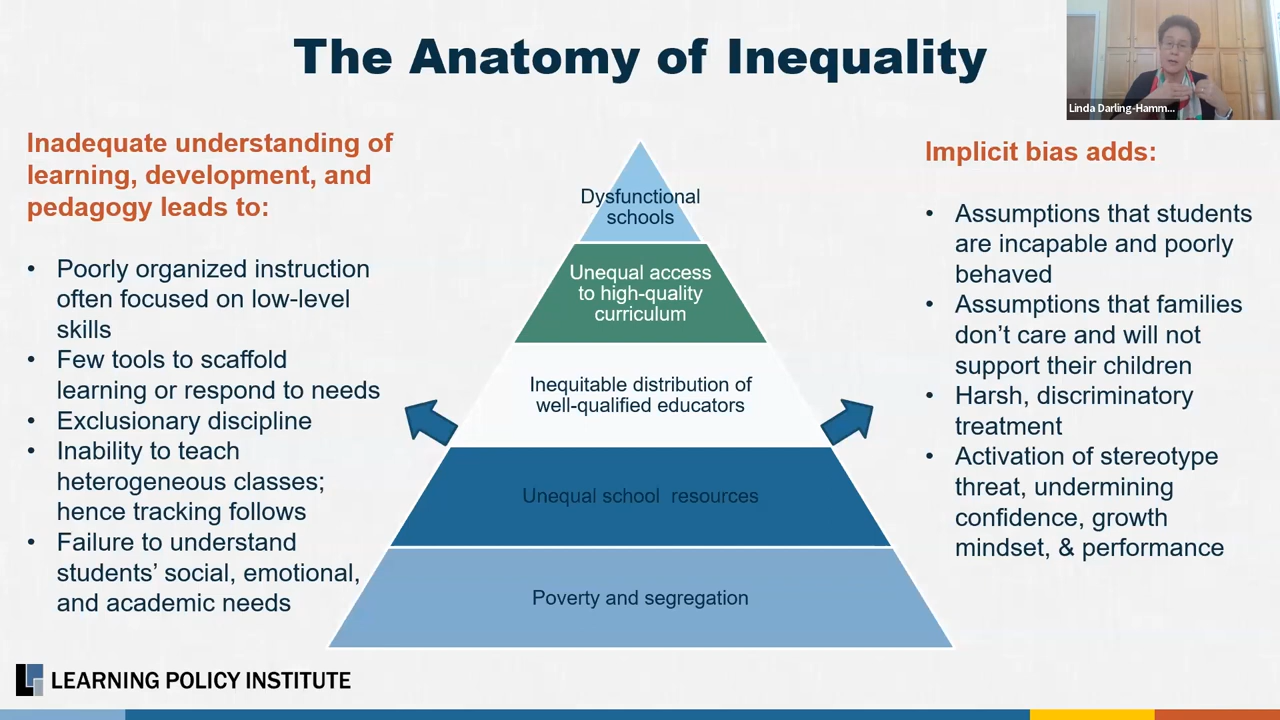 The Anatomy of Inequality
Linda Darling-Hamm...
Inadequate understanding of
learning, development, and
pedagogy leads to:
• Poorly organized instruction
often focused on low-level
skills
• Few tools to scaffold
learning or respond to needs
• Exclusionary discipline
• Inability to teach
heterogeneous classes;
hence tracking follows
• Failure to understand
students’ social, emotional,
and academic needs
Dysfunctional
schools
Unequal access
to high-quality
curriculum
Inequitable distribution of
well-qualified educators
Unequal school resources
Poverty and segregation
Implicit bias adds:
• Assumptions that students
are incapable and poorly
behaved
• Assumptions that families
don’t care and will not
support their children
• Harsh, discriminatory
treatment
• Activation of stereotype
threat, undermining
confidence, growth
mindset, & performance
LEARNING POLICY INSTITUTE